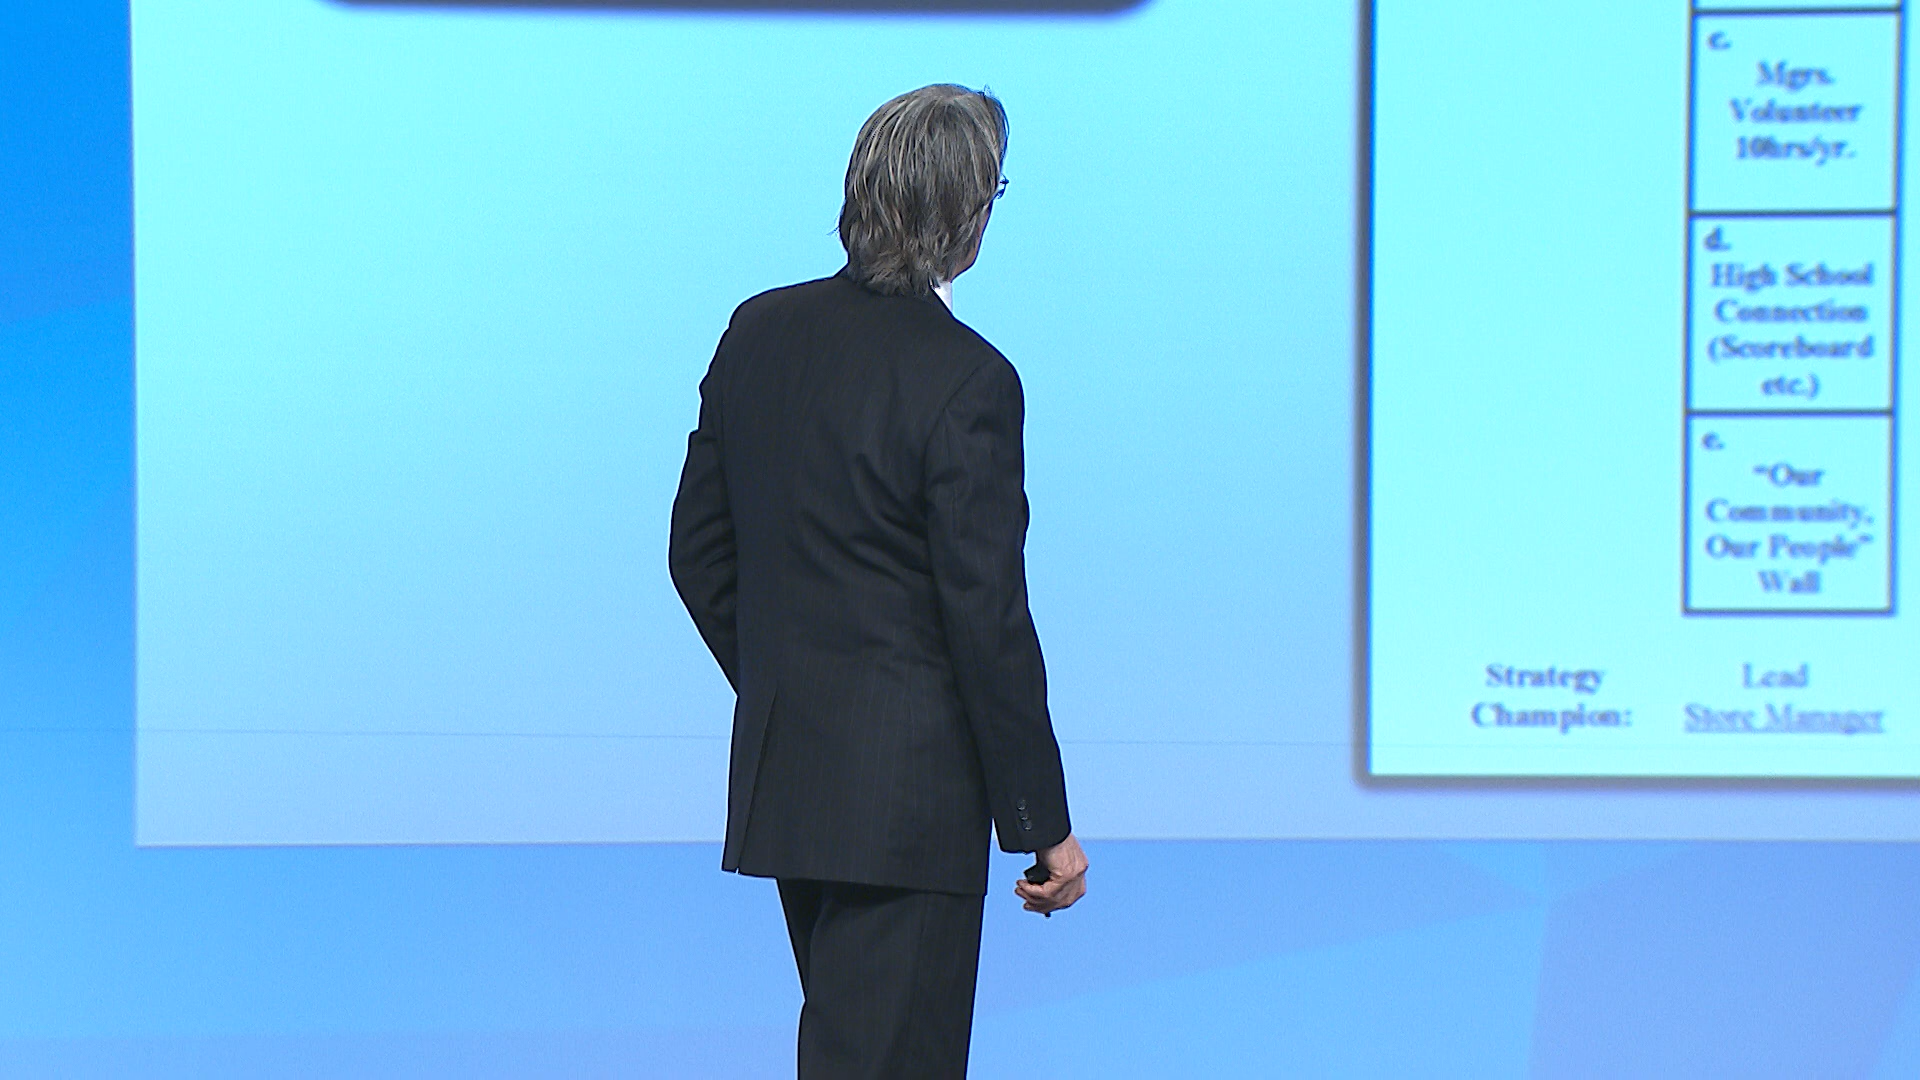 c.
Mgrs.
Volunteer
10hrs/yr.
d.
High School
Connection
(Scoreboard
etc.)
e.
“Our
Community,
Our People”
Wall
Strategy
Champion:
Lead
Store Manager